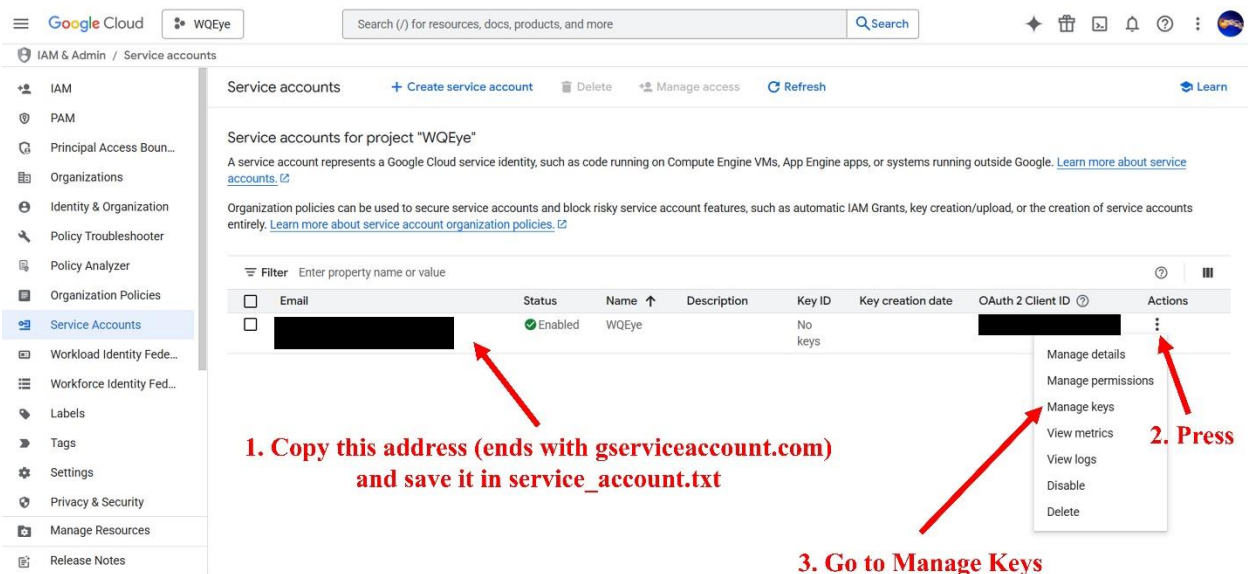 Google Cloud
WQEye
Search (/) for resources, docs, products, and more
Search
IAM & Admin / Service accounts
IAM
PAM
Principal Access Boun...
Organizations
Identity & Organization
Policy Troubleshooter
Policy Analyzer
Organization Policies
Service Accounts
Workload Identity Fede...
Workforce Identity Fed...
Labels
Tags
Settings
Privacy & Security
Manage Resources
Release Notes
Service accounts
+ Create service account
Delete
Manage access
Refresh
Learn
Service accounts for project "WQEye"
A service account represents a Google Cloud service identity, such as code running on Compute Engine VMs, App Engine apps, or systems running outside Google. Learn more about service
accounts.
Organization policies can be used to secure service accounts and block risky service account features, such as automatic IAM Grants, key creation/upload, or the creation of service accounts
entirely. Learn more about service account organization policies.
Filter Enter property name or value
Email Status Name Description Key ID Key creation date OAuth 2 Client ID Actions
Enabled WQEye No
keys
Manage details
Manage permissions
Manage keys
View metrics
View logs
Disable
Delete
1. Copy this address (ends with gserviceaccount.com)
and save it in service_account.txt
2. Press
3. Go to Manage Keys